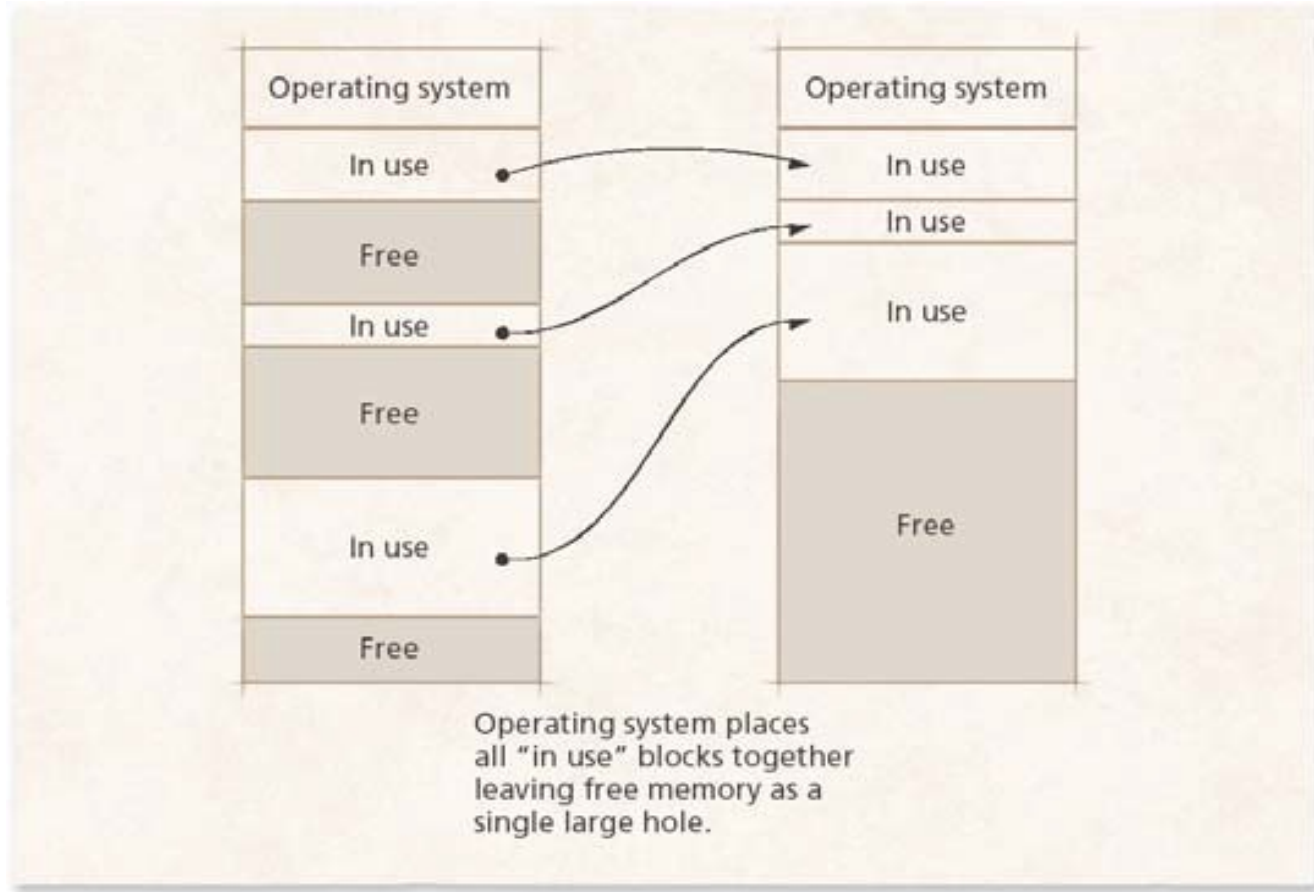 Operating system
In use
Free
In use
Free
In use
Free
Operating system
In use
In use
In use
Free
Operating system places
all “in use” blocks together
leaving free memory as a
single large hole.